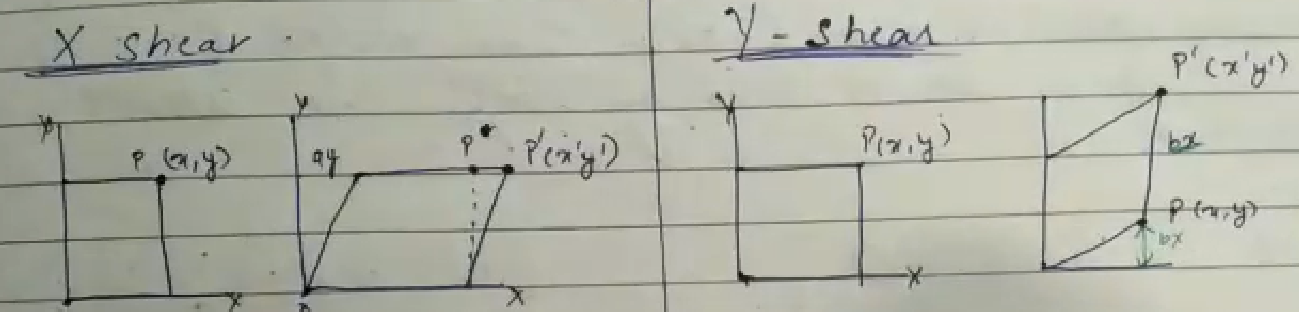 X shear
Y - shear
P' (x'y')
y
y
ay
P (x,y)
P
P'(x'y')
Y
P(x,y)
bx
P (x,y)
bx
X
X
X